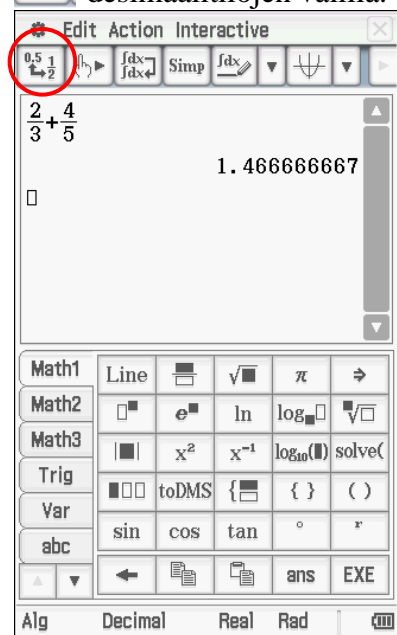 desimaalilukujen välillä.
Edit Action Interactive
0.5 1 2 ∫dx ∫dx Simp ∫dx
2/3+4/5
1.466666667
Math1 Line √■ π ⇒
Math2 □■ e■ ln log■□ ■√□
Math3 |■| x² x⁻¹ log₁₀(■) solve(
Trig ■□□ toDMS { { } ( )
Var sin cos tan ° r
abc
ans EXE
Alg Decimal Real Rad